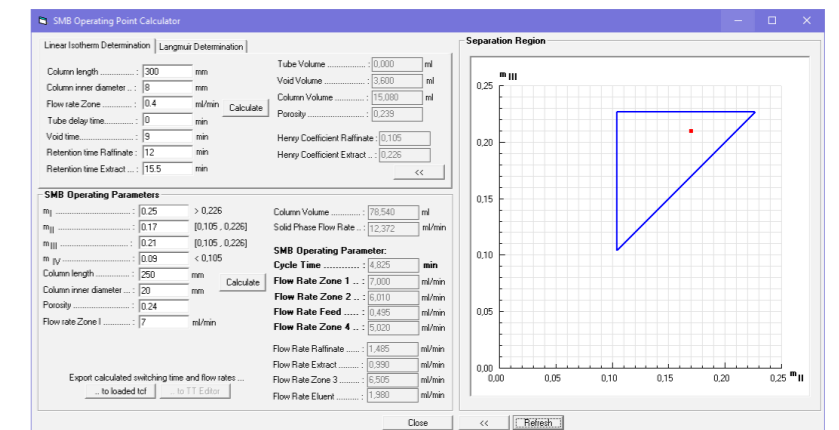 SMB Operating Point Calculator
Linear Isotherm Determination Langmuir Determination
Column length .............. : 300 mm
Column inner diameter .. : 8 mm
Flow rate Zone ............. : 0.4 ml/min
Tube delay time............. : 0 min
Void time...................... : 9 min
Retention time Raffinate : 12 min
Retention time Extract ... : 15.5 min
Calculate
Tube Volume .................. : 0,000 ml
Void Volume .................. : 3,600 ml
Column Volume .............. : 15,080 ml
Porosity ........................ : 0,239
Henry Coefficient Raffinate : 0,105
Henry Coefficient Extract .. : 0,226
<<
SMB Operating Parameters
m I ............................... : 0.25 > 0,226
m II ............................... : 0.17 [0,105 , 0,226]
m III .............................. : 0.21 [0,105 , 0,226]
m IV .............................. : 0.09 < 0,105
Column length .............. : 250 mm
Column inner diameter ... : 20 mm
Porosity ........................ : 0.24
Flow rate Zone I ............ : 7 ml/min
Calculate
Export calculated switching time and flow rates ...
.. to loaded tcf .. to TT Editor
Column Volume ............. : 78,540 ml
Solid Phase Flow Rate .. : 12,372 ml/min
SMB Operating Parameter:
Cycle Time ............ : 4,825 min
Flow Rate Zone 1 .. : 7,000 ml/min
Flow Rate Zone 2 .. : 6,010 ml/min
Flow Rate Feed ..... : 0,495 ml/min
Flow Rate Zone 4 .. : 5,020 ml/min
Flow Rate Raffinate ...... : 1,485 ml/min
Flow Rate Extract ......... : 0,990 ml/min
Flow Rate Zone 3 ......... : 6,505 ml/min
Flow Rate Eluent .......... : 1,980 ml/min
Close
Separation Region
m III
0,25
0,20
0,15
0,10
0,05
0,00
0,00 0,05 0,10 0,15 0,20 0,25 m II
<< Refresh